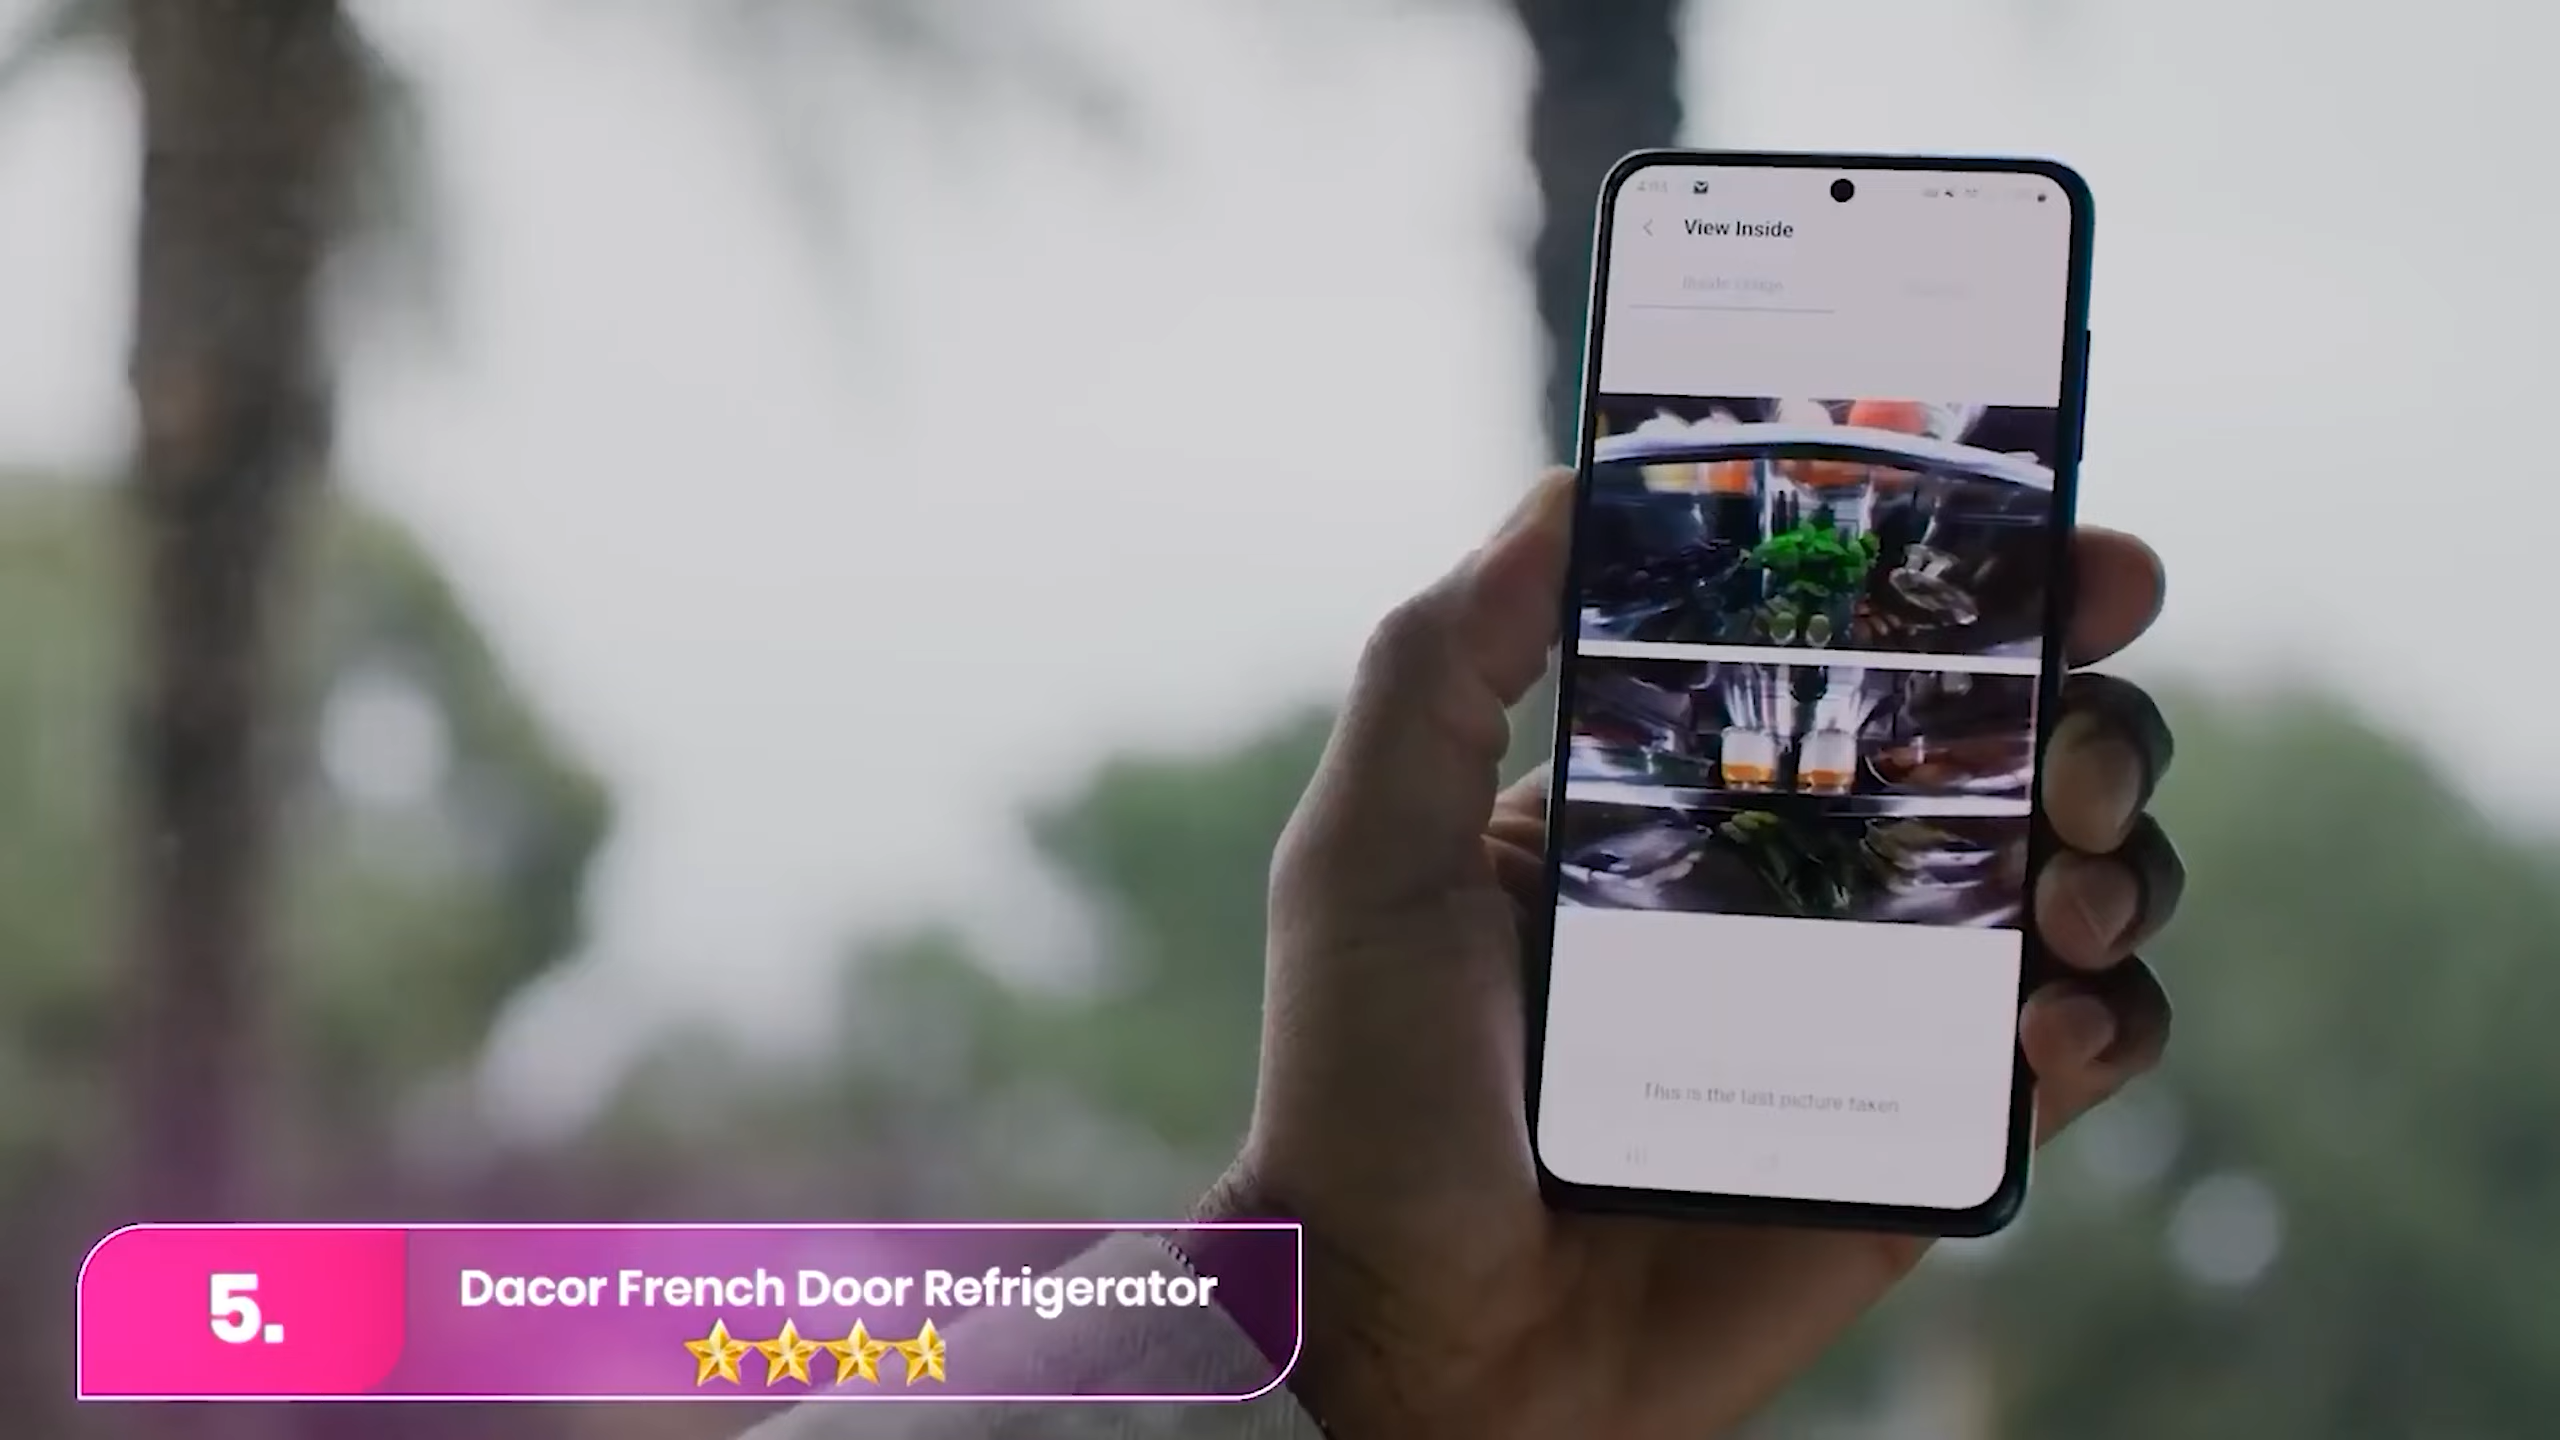 View Inside
This is the last picture taken
5.
Dacor French Door Refrigerator